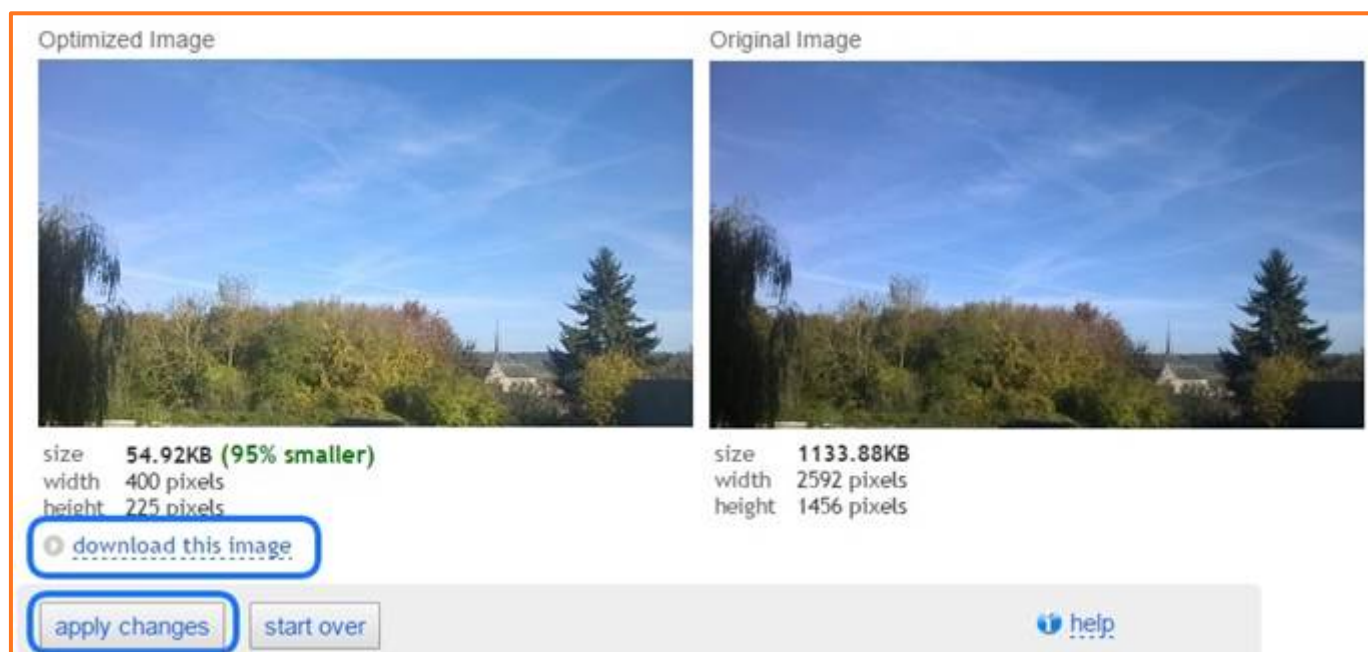 Optimized Image
Original Image
size 54.92KB (95% smaller)
width 400 pixels
height 225 pixels
size 1133.88KB
width 2592 pixels
height 1456 pixels
download this image
apply changes
start over
help